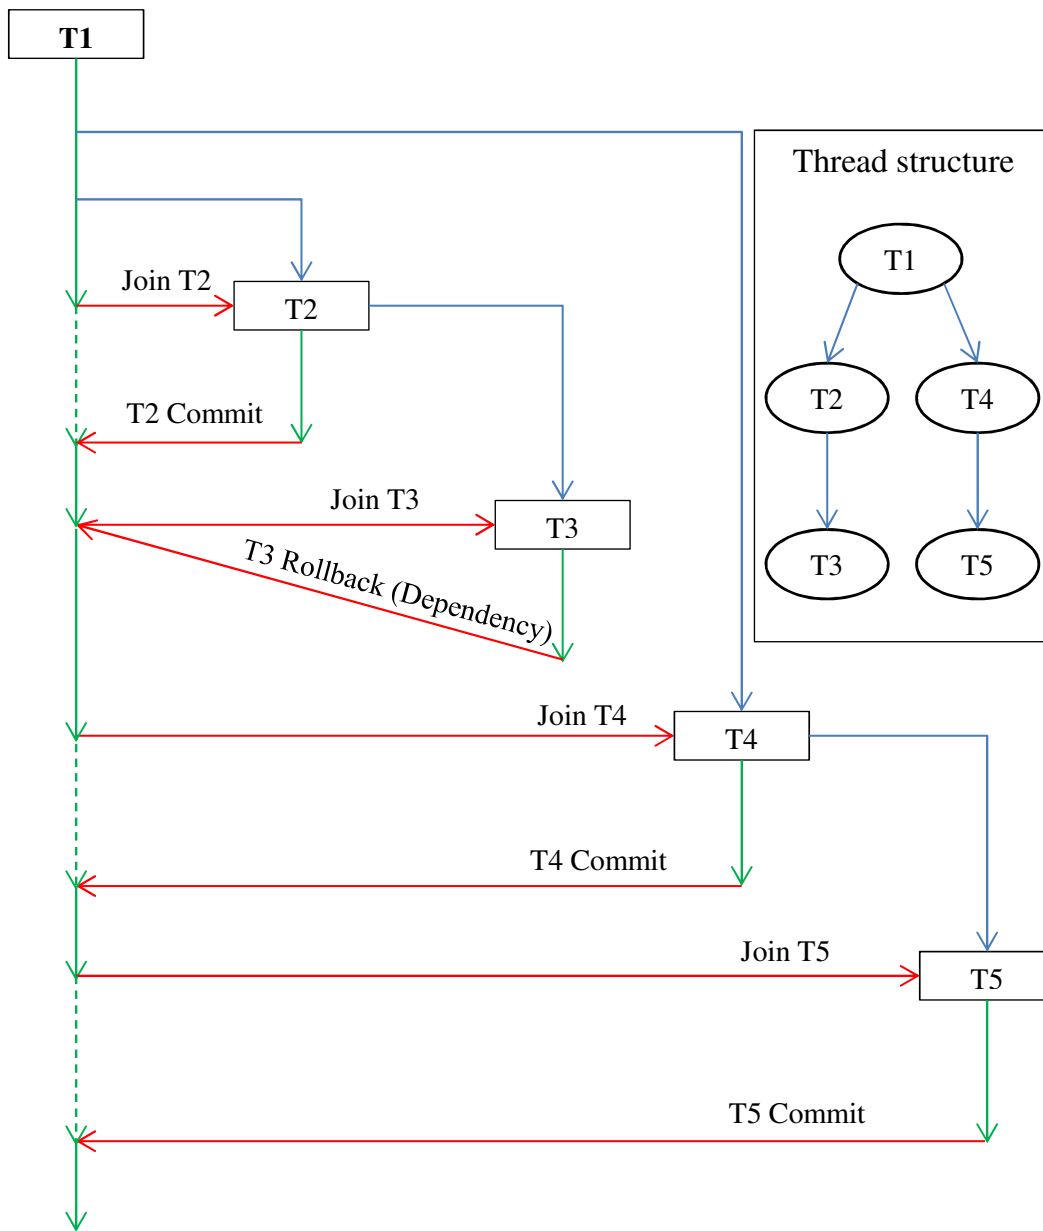 T1
Thread structure
T1
Join T2
T2
T2
T4
T2 Commit
Join T3
T3
T3 Rollback (Dependency)
T3
T5
Join T4
T4
T4 Commit
Join T5
T5
T5 Commit